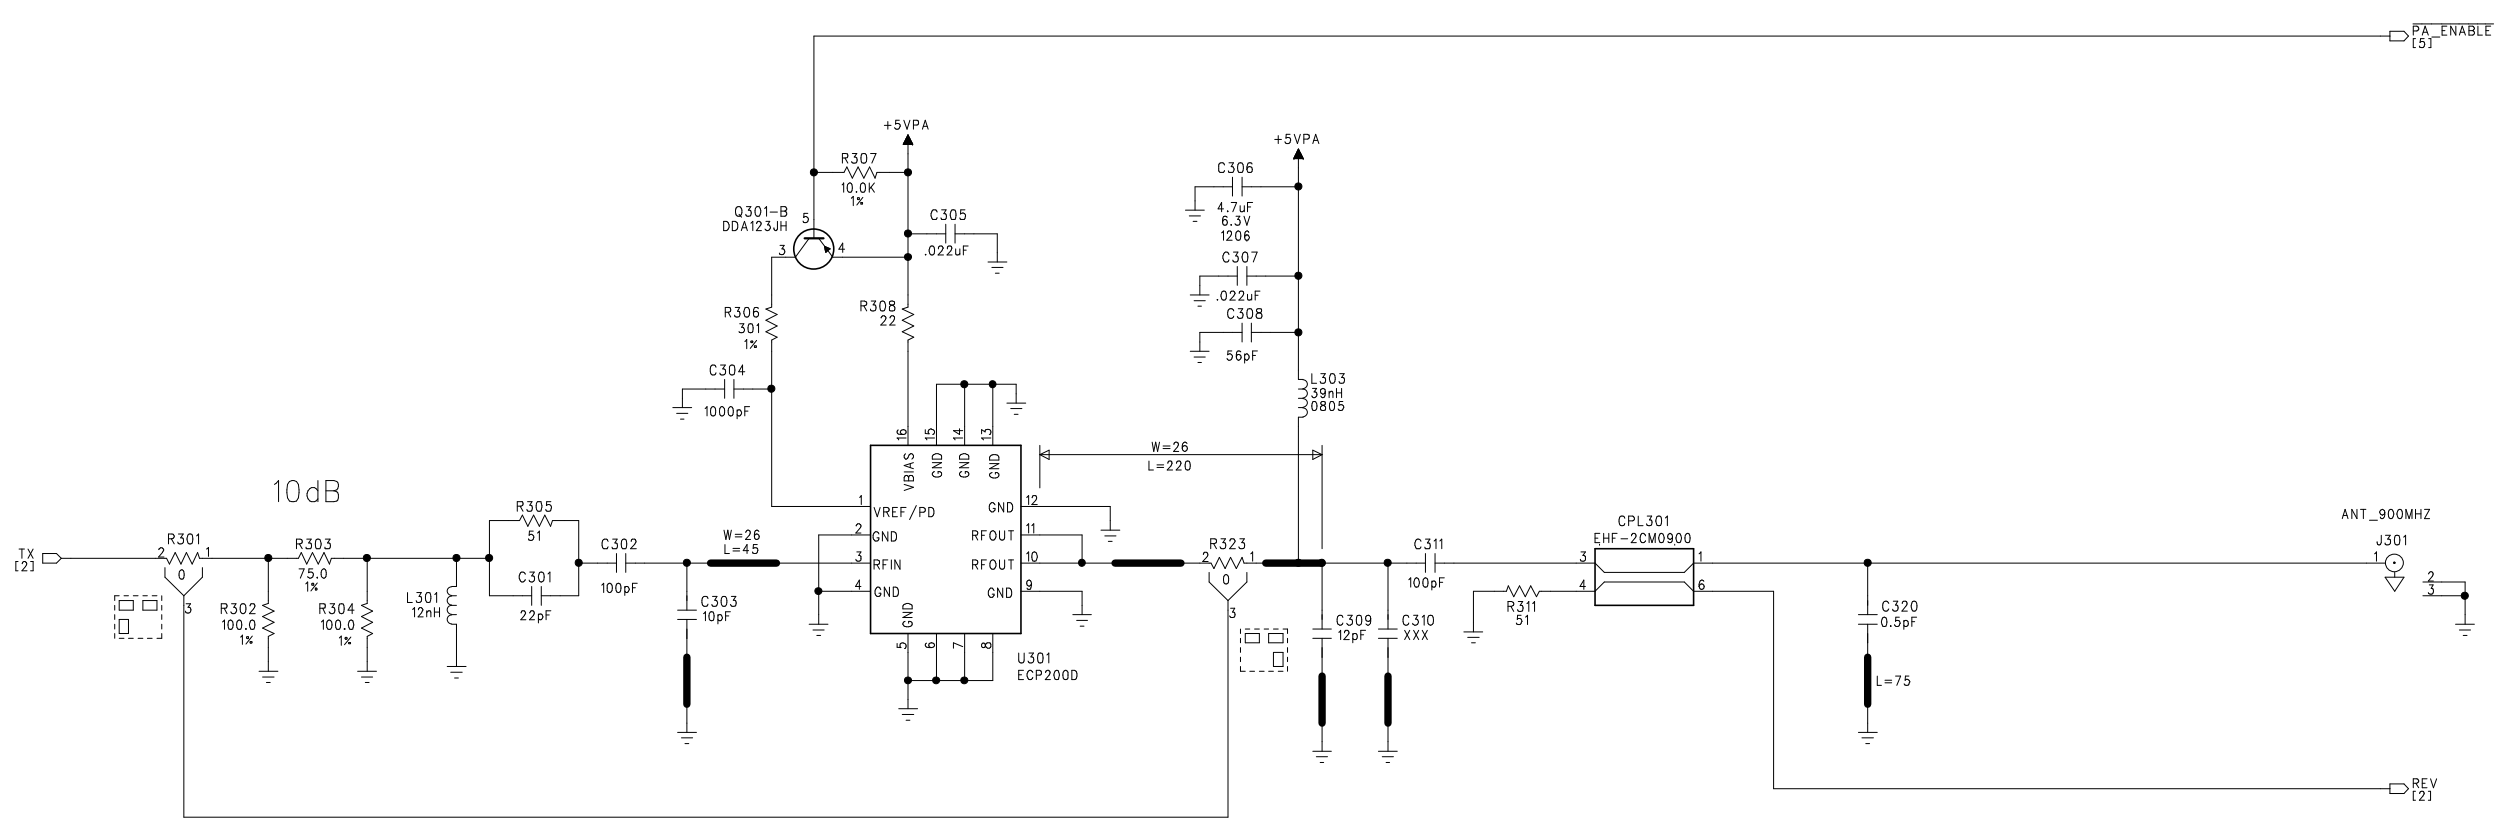 PA_ENABLE
[5]
+5VPA
R307
10.0K
1%
Q301-B
DDA123JH
5
3
4
C305
.022uF
+5VPA
C306
4.7uF
6.3V
1206
C307
.022uF
C308
56pF
R306
301
1%
R308
22
C304
1000pF
L303
39nH
0805
16
15
14
13
W=26
L=220
VBIAS
GND
GND
GND
10dB
1
VREF/PD
GND
12
2
GND
RFOUT
11
3
RFIN
RFOUT
10
4
GND
GND
9
GND
5
6
7
8
U301
ECP200D
TX
[2]
2
R301
1
0
3
R303
75.0
1%
R302
100.0
1%
R304
100.0
1%
L301
12nH
R305
51
C301
22pF
C302
100pF
W=26
L=45
C303
10pF
2
R323
1
0
3
C309
12pF
C310
XXX
C311
100pF
CPL301
EHF-2CM0900
3
1
4
6
R311
51
C320
0.5pF
L=75
ANT_900MHZ
J301
1
2
3
REV
[2]